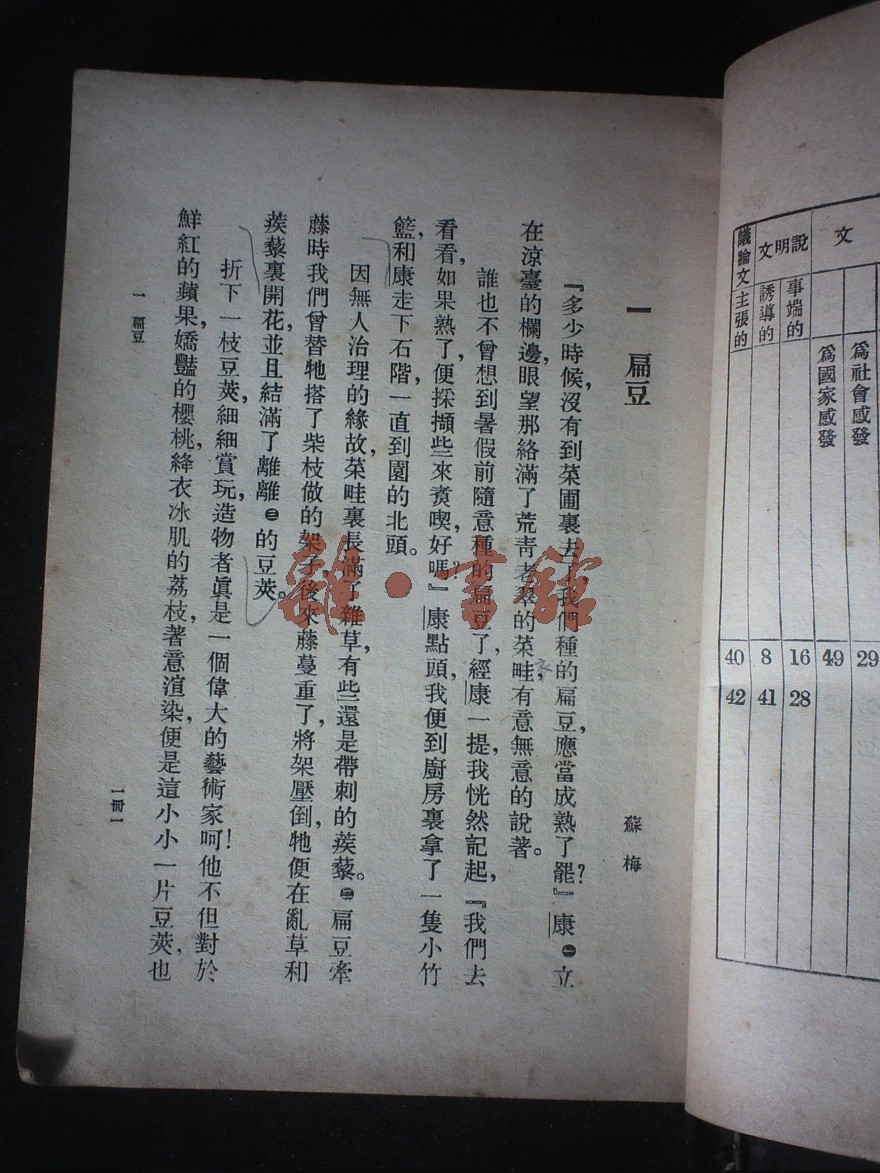 文
爲社會感發
29
爲國家感發
49
說明文
事端的
16
28
誘導的
8
41
議論文
主張的
40
42
一 扁豆
蘇梅
『多少時候,沒有到菜圃裏去了,我們種的扁豆,應當成熟了罷?』康㊀立
在涼臺的欄邊,眼望那絡滿了荒青老翠的菜畦,有意無意的說著。
誰也不曾想到暑假前隨意種的扁豆了,經康一提,我恍然記起,『我們去
看看,如果熟了,便採擷些來煑喫,好嗎?』康點頭,我便到廚房裏拿了一隻小竹
籃,和康走下石階,一直到園的北頭。
因無人治理的緣故,菜畦裏長滿了雜草,有些還是帶刺的蒺藜。㊁扁豆牽
藤時,我們曾替牠搭了柴枝做的架子,後來藤蔓重了,將架壓倒,牠便在亂草和
蒺藜裏開花,並且結滿了離離㊂的豆莢。
折下一枝豆莢,細細賞玩,造物者眞是一個偉大的藝術家呵!他不但對於
鮮紅的蘋果,嬌豔的櫻桃,絳衣冰肌的荔枝,著意渲染,便是這小小一片豆莢,也
一 扁豆
一冊一
雜·書館